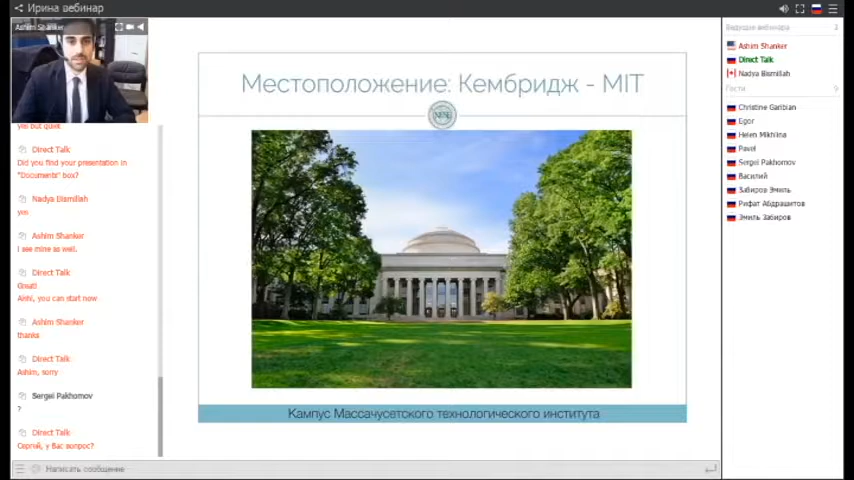 Ирина вебинар
Ashim Shanker
yes but quiet
Direct Talk
Did you find your presentation in
"Documents" box?
Nadya Bismillah
yes
Ashim Shanker
I see mine as well.
Direct Talk
Great!
Ashi, you can start now
Ashim Shanker
thanks
Direct Talk
Ashim, sorry
Sergei Pakhomov
?
Direct Talk
Сергей, у Вас вопрос?
Написать сообщение
Местоположение: Кембридж - MIT
Кампус Массачусетского технологического института
Ведущие вебинара 3
Ashim Shanker
Direct Talk
Nadya Bismillah
Гости 9
Christine Garibian
Egor
Helen Mikhlina
Pavel
Sergei Pakhomov
Василий
Забиров Эмиль
Рифат Абдрашитов
Эмиль Забиров